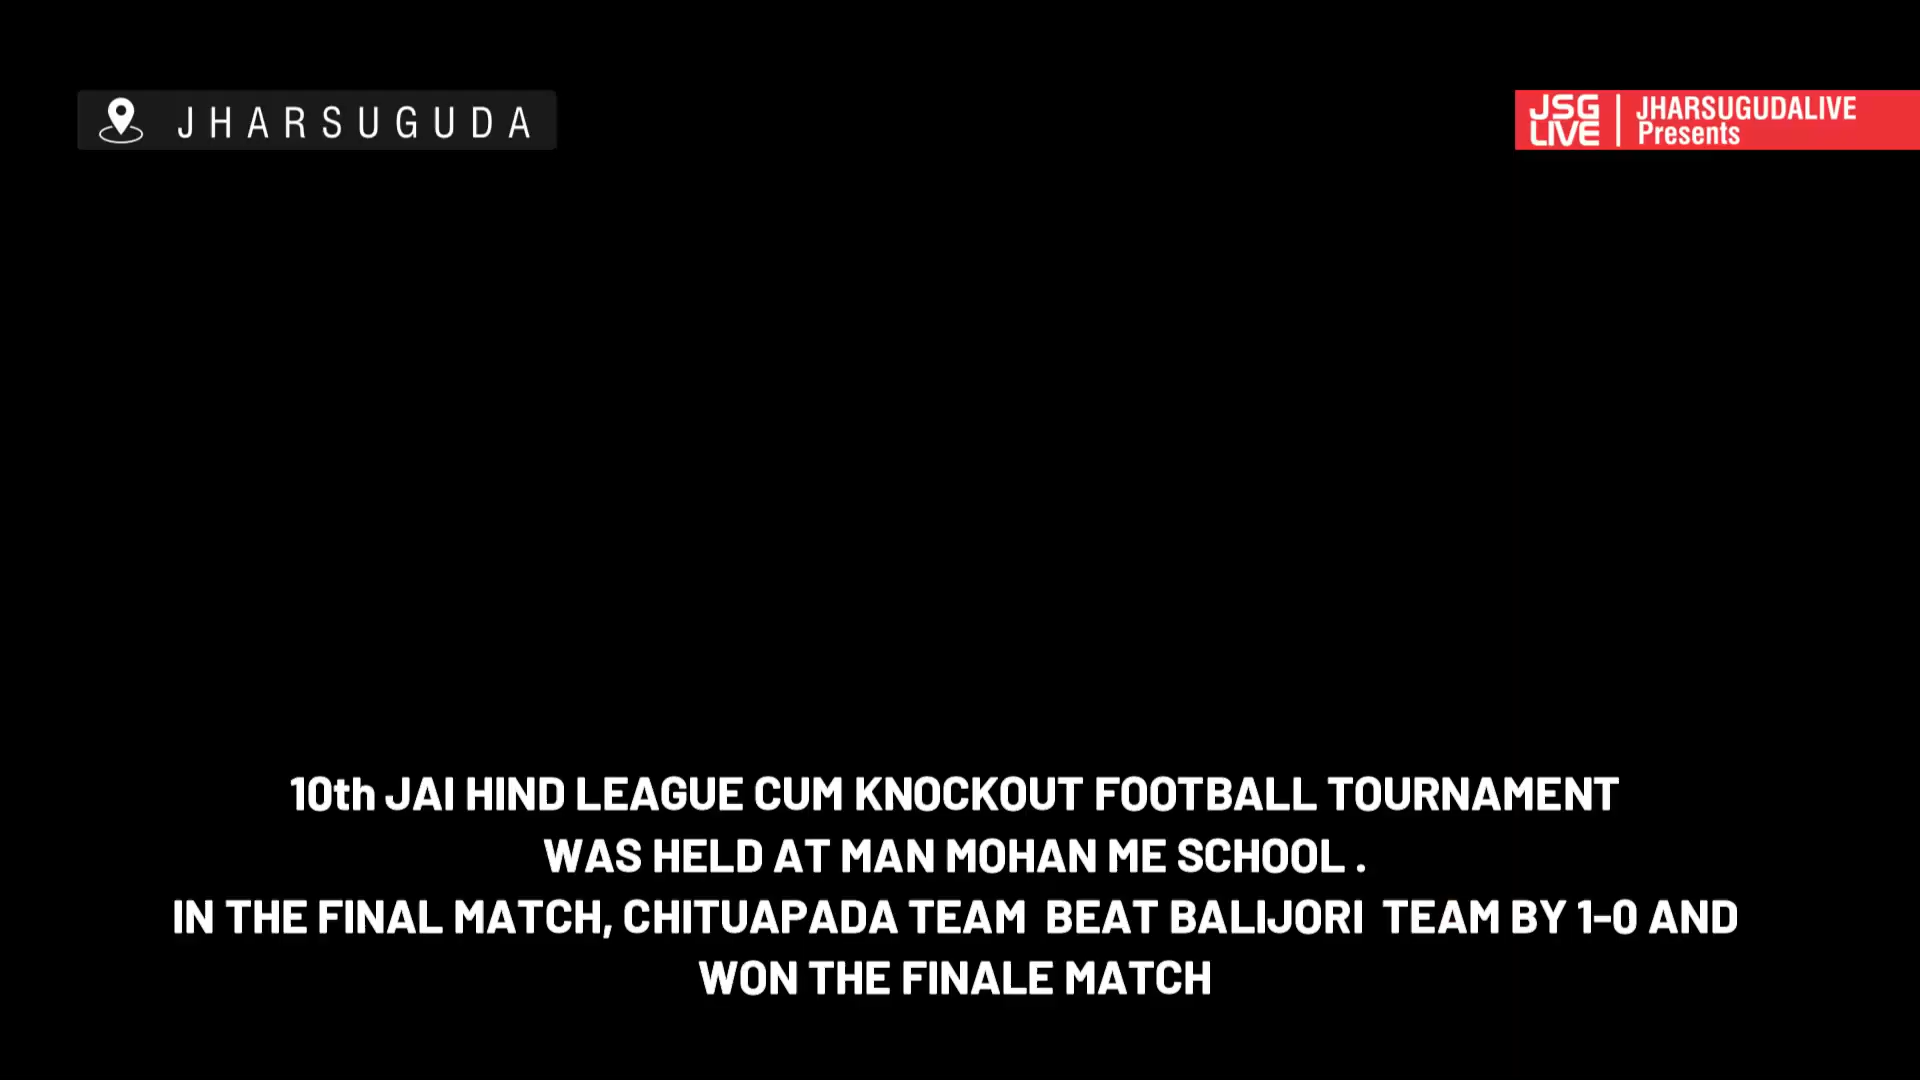 JHARSUGUDA
JSG LIVE
JHARSUGUDALIVE
Presents
10th JAI HIND LEAGUE CUM KNOCKOUT FOOTBALL TOURNAMENT
WAS HELD AT MAN MOHAN ME SCHOOL .
IN THE FINAL MATCH, CHITUAPADA TEAM BEAT BALIJORI TEAM BY 1-0 AND
WON THE FINALE MATCH